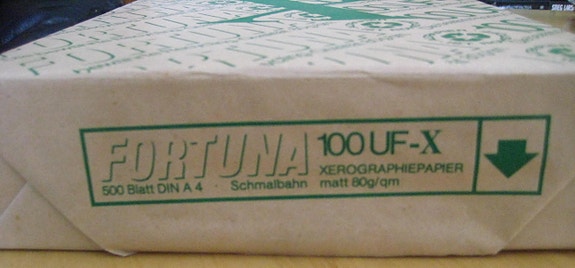 FORTUNA 100 UF-X
XEROGRAPHIEPAPIER
500 Blatt DIN A 4 Schmalbahn matt 80g/qm